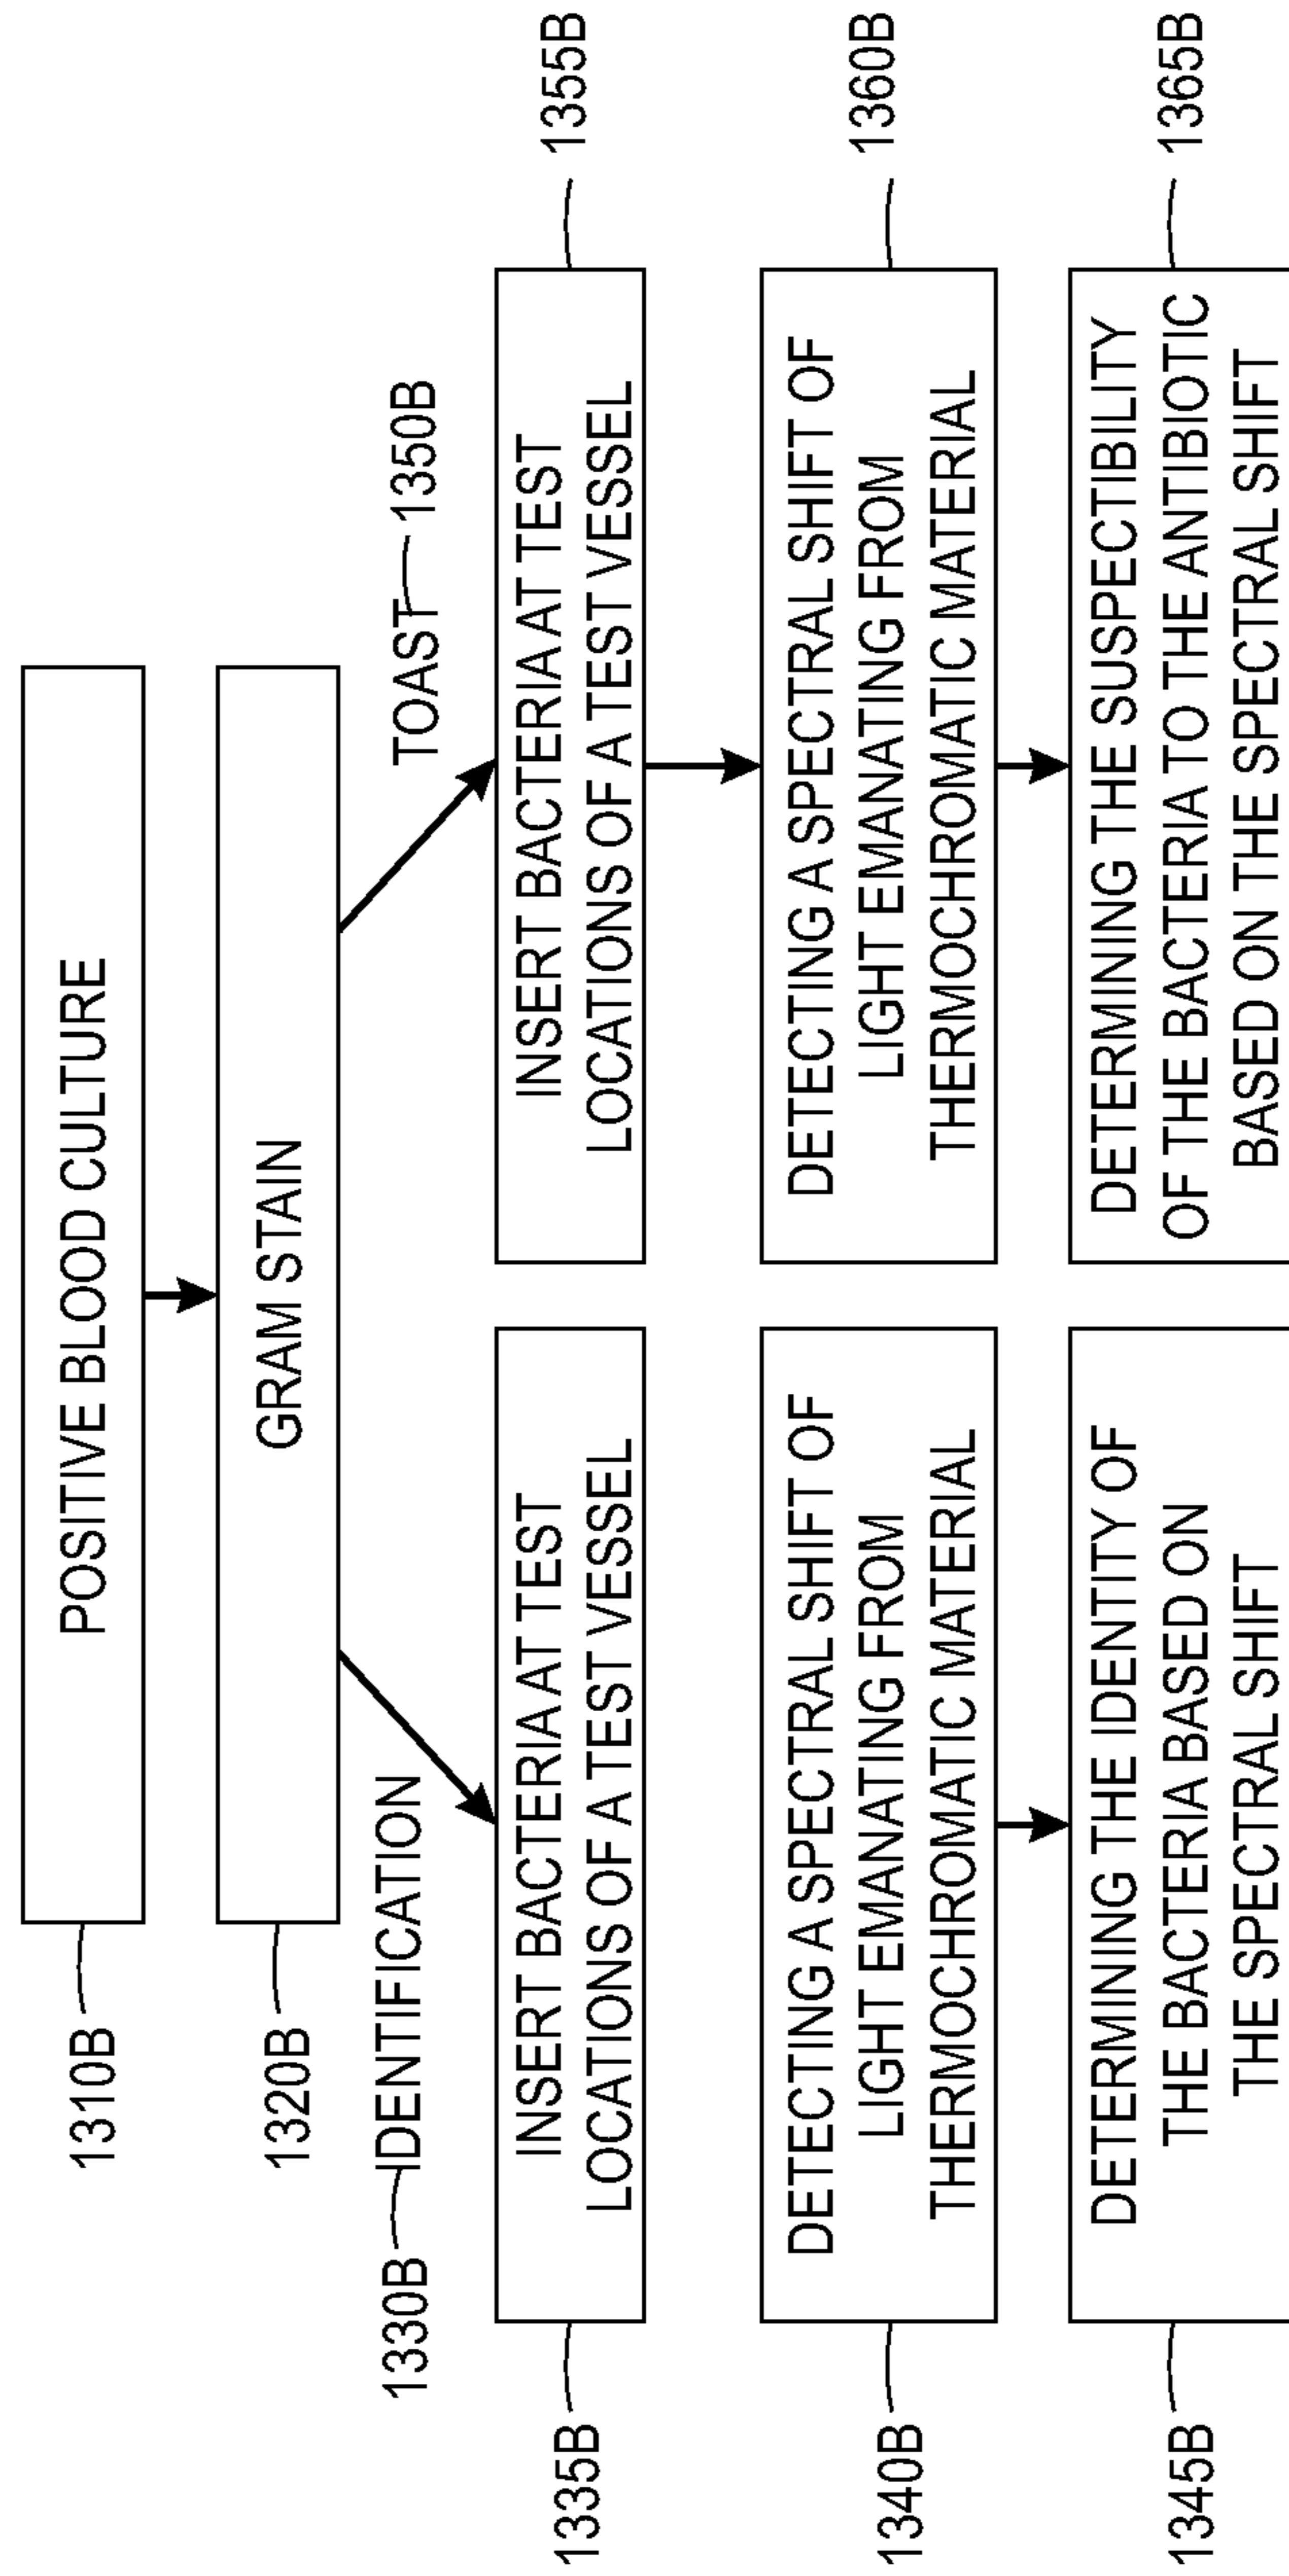 POSITIVE BLOOD CULTURE
1310B
GRAM STAIN
1320B
1330B
IDENTIFICATION
TOAST
1350B
INSERT BACTERIA AT TEST
LOCATIONS OF A TEST VESSEL
1335B
INSERT BACTERIA AT TEST
LOCATIONS OF A TEST VESSEL
1355B
DETECTING A SPECTRAL SHIFT OF
LIGHT EMANATING FROM
THERMOCHROMATIC MATERIAL
1340B
DETECTING A SPECTRAL SHIFT OF
LIGHT EMANATING FROM
THERMOCHROMATIC MATERIAL
1360B
DETERMINING THE IDENTITY OF
THE BACTERIA BASED ON
THE SPECTRAL SHIFT
1345B
DETERMINING THE SUSPECTIBILITY
OF THE BACTERIA TO THE ANTIBIOTIC
BASED ON THE SPECTRAL SHIFT
1365B